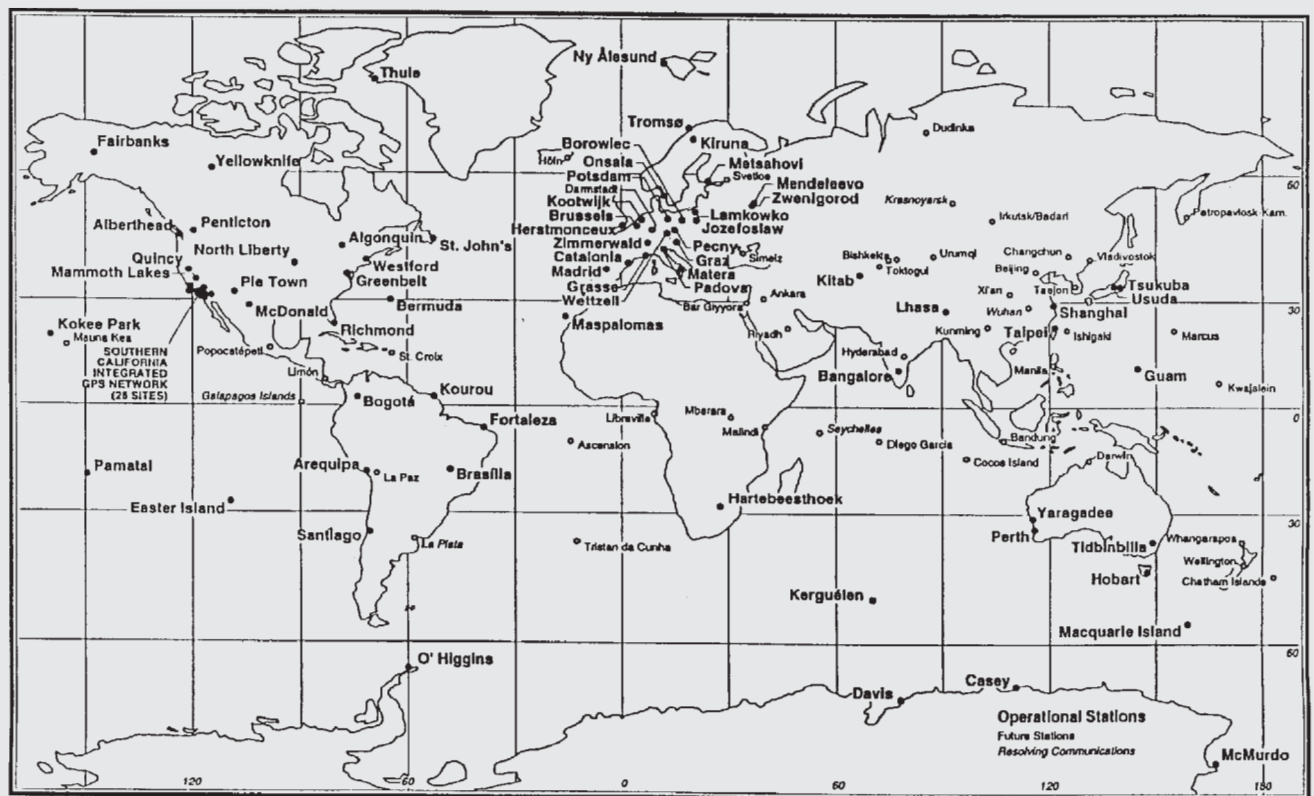 Ny Ålesund
Thule
Tromsø
Dudinka
Fairbanks
Borowiec
Kiruna
Yellowknife
Höfn
Onsala
Metsahovi
Svetloe
Potsdam
Mendeleevo
Darmstadt
Zwenigorod
Kootwijk
Krasnoyarsk
60
Brussels
Lamkowko
Irkutsk/Badari
Petropavlosk-Kam.
Alberthead
Penticton
Algonquin
St. John's
Herstmonceux
Jozefoslaw
North Liberty
Zimmerwald
Pecny
Simeiz
Changchun
Vladivostok
Quincy
Westford
Catalonia
Graz
Bishkek
Urumqi
Mammoth Lakes
Greenbelt
Madrid
Matera
Toktogul
Beijing
Pie Town
Grasse
Padova
Kitab
Xi'an
Taejon
Tsukuba
Bermuda
Wettzell
Ankara
Usuda
McDonald
Bar Giyyora
Lhasa
Wuhan
Shanghai
30
Kokee Park
Richmond
Maspalomas
Riyadh
Kunming
Taipei
Ishigaki
Marcus
Mauna Kea
SOUTHERN
CALIFORNIA
INTEGRATED
GPS NETWORK
(28 SITES)
Popocatépetl
St. Croix
Hyderabad
Limón
Bangalore
Manila
Guam
Kwajalein
Galapagos Islands
Bogotá
Kourou
Libreville
Mbarara
0
Fortaleza
Malindi
Seychelles
Ascension
Diego Garcia
Bandung
Pamatai
Arequipa
La Paz
Brasília
Cocos Island
Darwin
Easter Island
Hartebeesthoek
Yaragadee
30
Santiago
La Plata
Tristan da Cunha
Perth
Tidbinbilla
Whangarapoa
Wellington
Hobart
Chatham Islands
Kerguélen
Macquarie Island
60
O' Higgins
Davis
Casey
Operational Stations
Future Stations
Resolving Communications
McMurdo
120
60
0
60
120
180